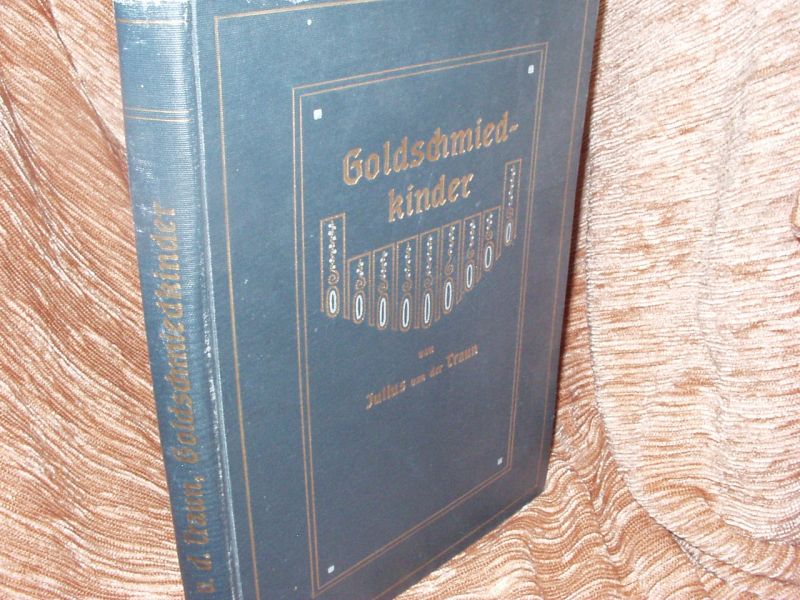 Goldschmied-
kinder
von
Julius von der Traun
v. d. Traun, Goldschmiedkinder